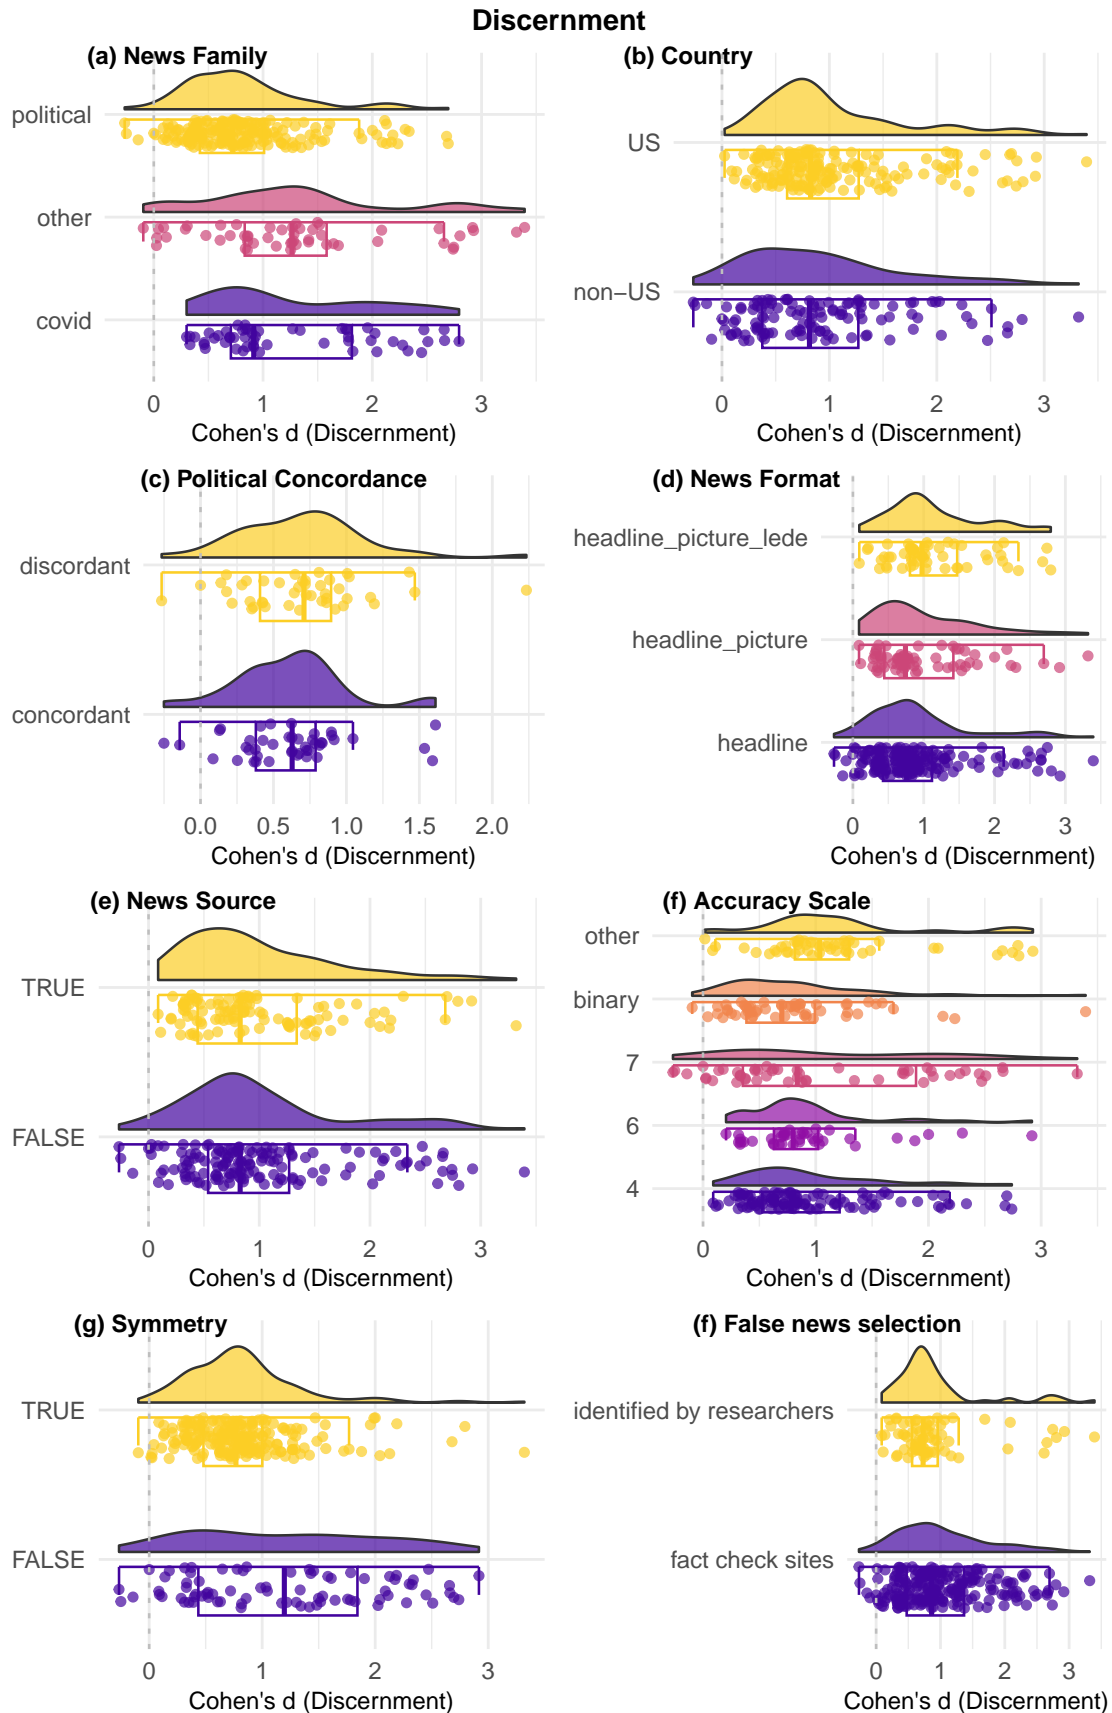 Discernment
(a) News Family
political
other
covid
0 1 2 3
Cohen's d (Discernment)
(b) Country
US
non−US
0 1 2 3
Cohen's d (Discernment)
(c) Political Concordance
discordant
concordant
0.0 0.5 1.0 1.5 2.0
Cohen's d (Discernment)
(d) News Format
headline_picture_lede
headline_picture
headline
0 1 2 3
Cohen's d (Discernment)
(e) News Source
TRUE
FALSE
0 1 2 3
Cohen's d (Discernment)
(f) Accuracy Scale
other
binary
7
6
4
0 1 2 3
Cohen's d (Discernment)
(g) Symmetry
TRUE
FALSE
0 1 2 3
Cohen's d (Discernment)
(f) False news selection
identified by researchers
fact check sites
0 1 2 3
Cohen's d (Discernment)